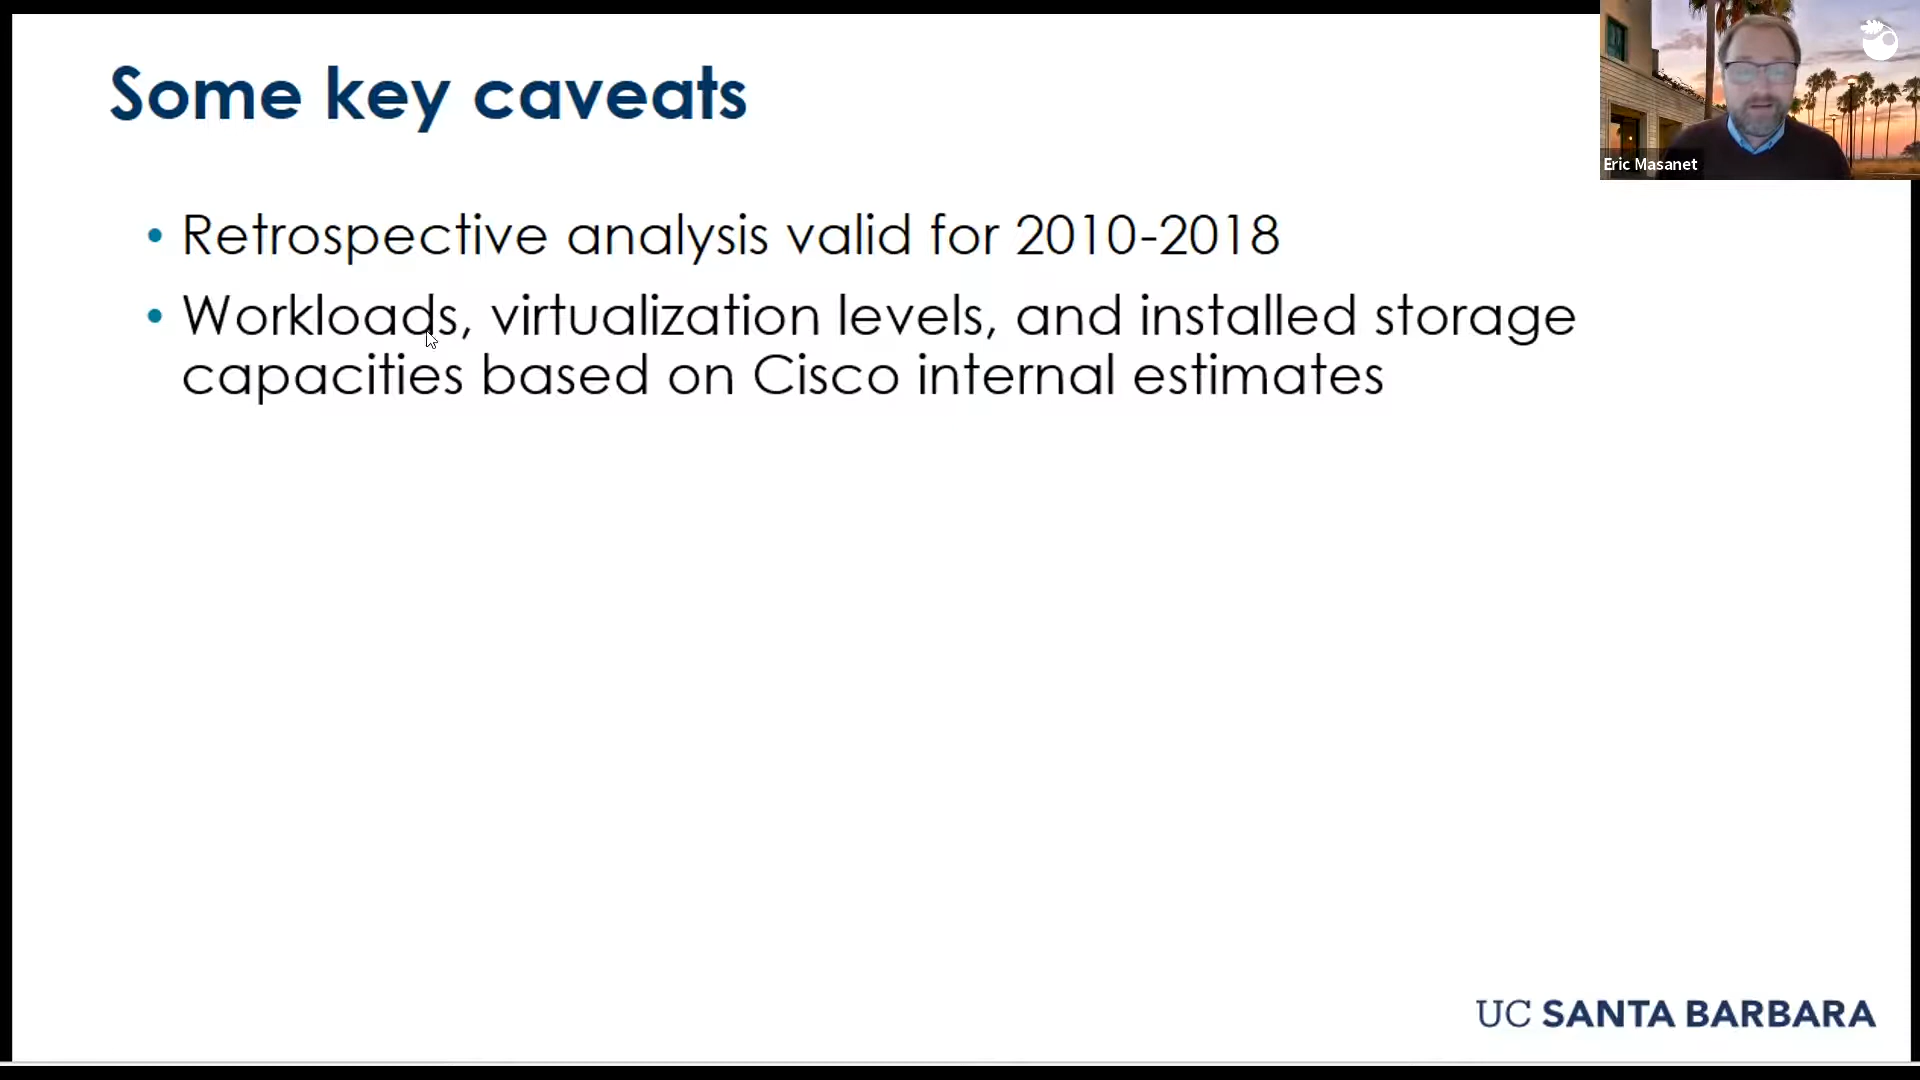 Some key caveats
Eric Masanet
• Retrospective analysis valid for 2010-2018
• Workloads, virtualization levels, and installed storage
capacities based on Cisco internal estimates
UC SANTA BARBARA